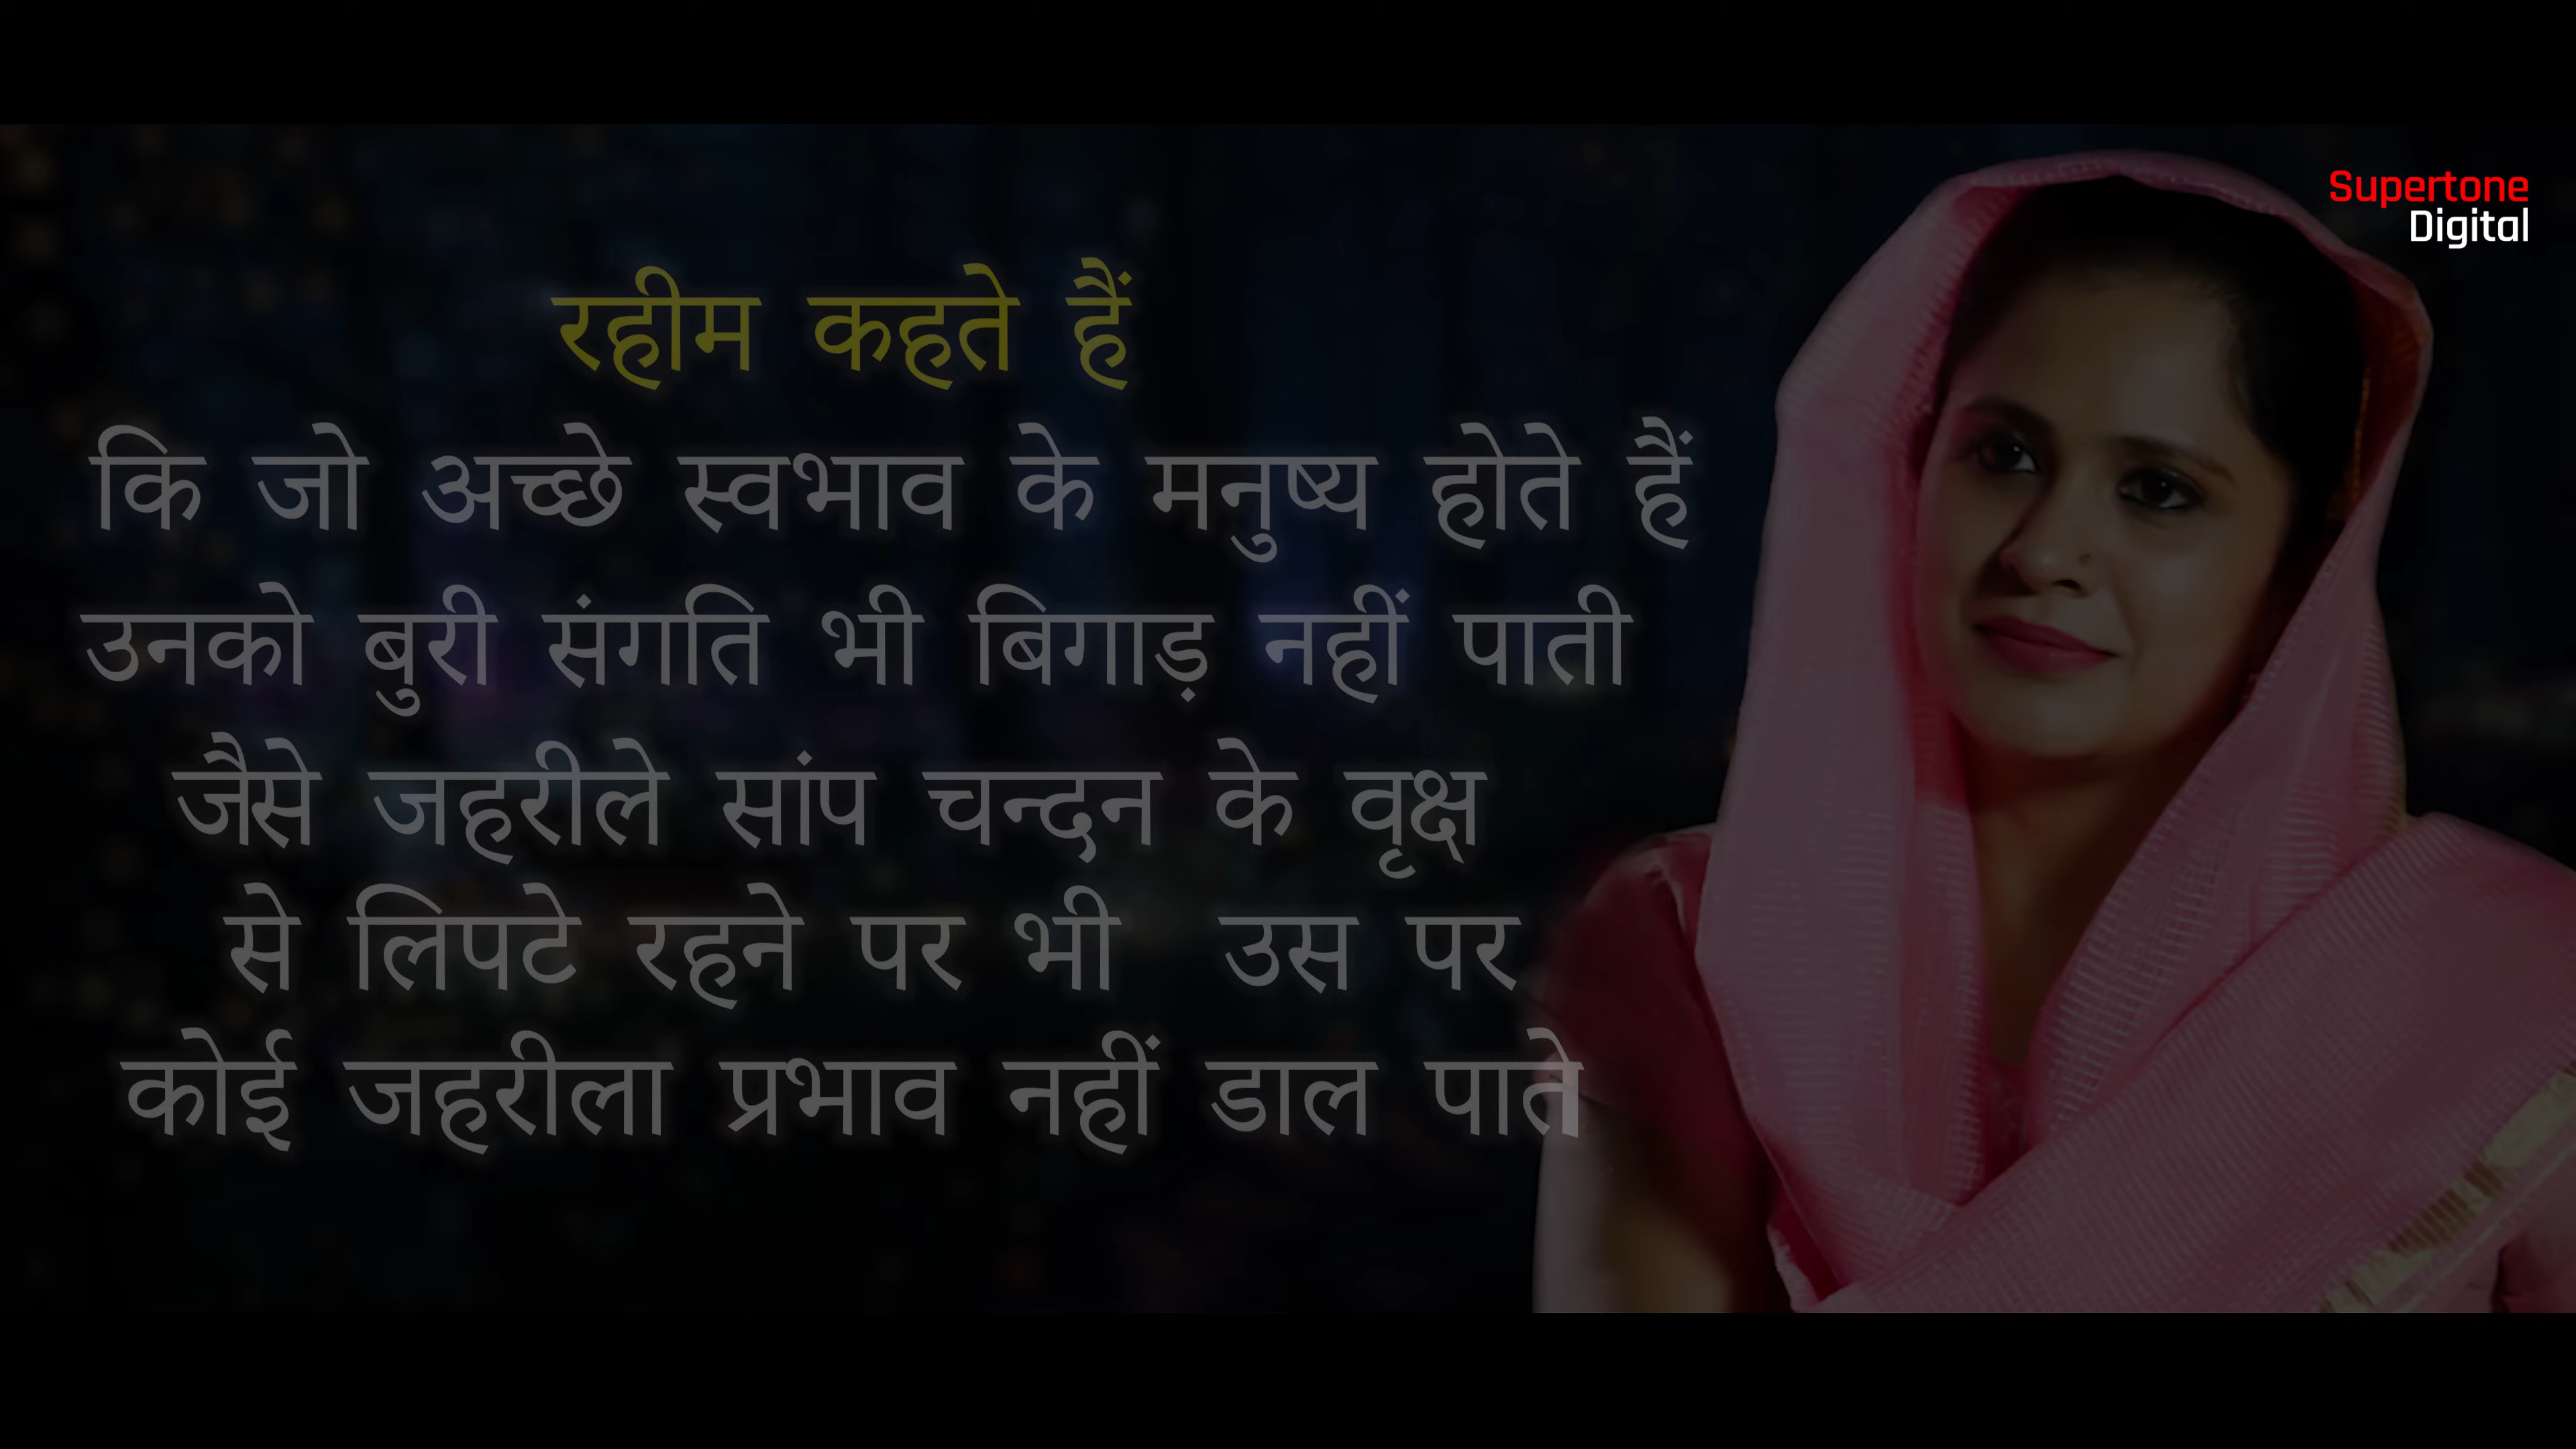 Supertone
Digital
रहीम कहते हैं
कि जो अच्छे स्वभाव के मनुष्य होते हैं
उनको बुरी संगति भी बिगाड़ नहीं पाती
जैसे जहरीले सांप चन्दन के वृक्ष
से लिपटे रहने पर भी उस पर
कोई जहरीला प्रभाव नहीं डाल पाते